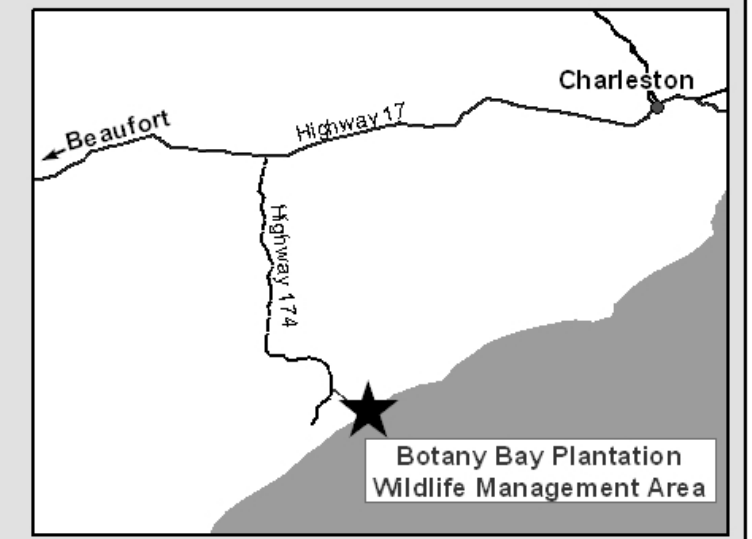 Charleston
Beaufort
Highway 17
Highway 174
Botany Bay Plantation
Wildlife Management Area